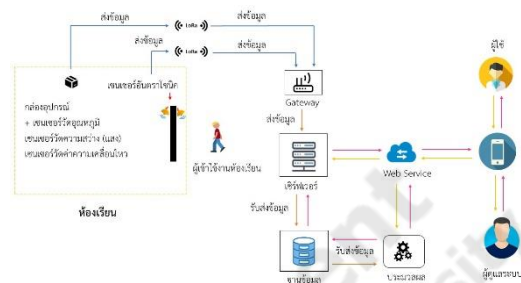 ส่งข้อมูล
LoRa
ส่งข้อมูล
ส่งข้อมูล
LoRa
ส่งข้อมูล
เซนเซอร์อัลตราโซนิค
กล่องอุปกรณ์
+ เซนเซอร์วัดอุณหภูมิ
เซนเซอร์วัดความสว่าง (แสง)
เซนเซอร์วัดค่าความเคลื่อนไหว
ห้องเรียน
ผู้เข้าใช้งานห้องเรียน
Gateway
ส่งข้อมูล
เซิร์ฟเวอร์
Web Service
ผู้ใช้
รับส่งข้อมูล
รับส่งข้อมูล
ฐานข้อมูล
ประมวลผล
ผู้ดูแลระบบ